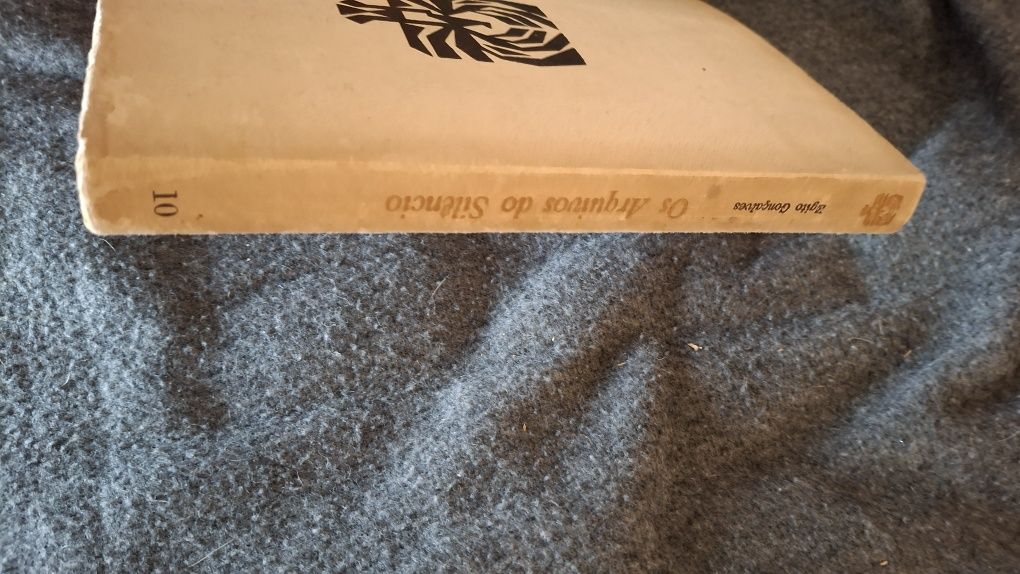 Egito Gonçalves
Os Arquivos do Silêncio
10